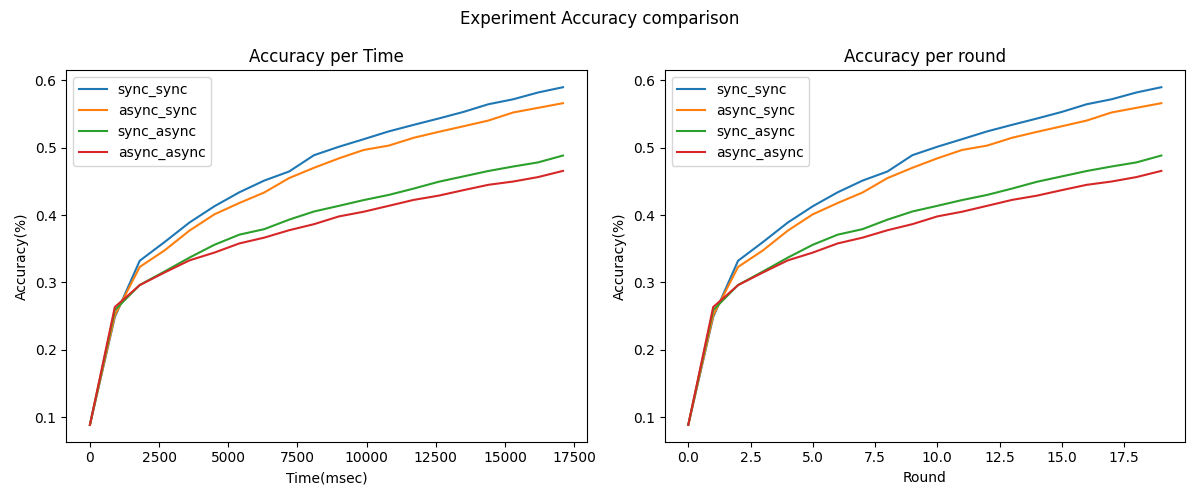 Experiment Accuracy comparison
Accuracy per Time
sync_sync
async_sync
sync_async
async_async
Accuracy(%)
0.6
0.5
0.4
0.3
0.2
0.1
0 2500 5000 7500 10000 12500 15000 17500
Time(msec)
Accuracy per round
sync_sync
async_sync
sync_async
async_async
Accuracy(%)
0.6
0.5
0.4
0.3
0.2
0.1
0.0 2.5 5.0 7.5 10.0 12.5 15.0 17.5
Round